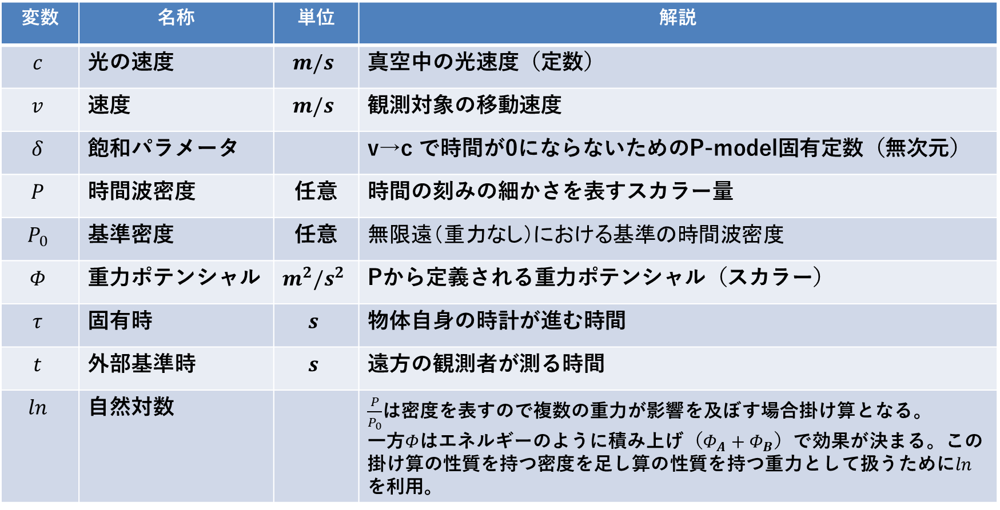 変数 名称 単位 解説
c 光の速度 m/s 真空中の光速度（定数）
v 速度 m/s 観測対象の移動速度
δ 飽和パラメータ v→c で時間が0にならないためのP-model固有定数（無次元）
P 時間波密度 任意 時間の刻みの細かさを表すスカラー量
P₀ 基準密度 任意 無限遠（重力なし）における基準の時間波密度
Φ 重力ポテンシャル m²/s² Pから定義される重力ポテンシャル（スカラー）
τ 固有時 s 物体自身の時計が進む時間
t 外部基準時 s 遠方の観測者が測る時間
ln 自然対数 P/P₀は密度を表すので複数の重力が影響を及ぼす場合掛け算となる。
一方Φはエネルギーのように積み上げ（Φ_A + Φ_B）で効果が決まる。この
掛け算の性質を持つ密度を足し算の性質を持つ重力として扱うためにln
を利用。